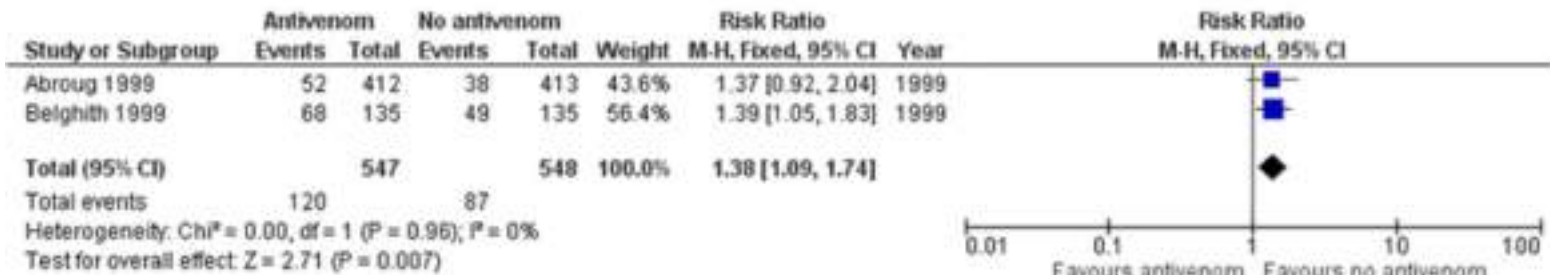 Antivenom No antivenom Risk Ratio Risk Ratio
Study or Subgroup Events Total Events Total Weight M-H, Fixed, 95% CI Year M-H, Fixed, 95% CI
Abroug 1999 52 412 38 413 43.6% 1.37 [0.92, 2.04] 1999
Belghith 1999 68 135 49 135 56.4% 1.39 [1.05, 1.83] 1999
Total (95% CI) 547 548 100.0% 1.38 [1.09, 1.74]
Total events 120 87
Heterogeneity: Chi² = 0.00, df = 1 (P = 0.96); I² = 0%
Test for overall effect: Z = 2.71 (P = 0.007)
0.01 0.1 1 10 100
Favours antivenom Favours no antivenom